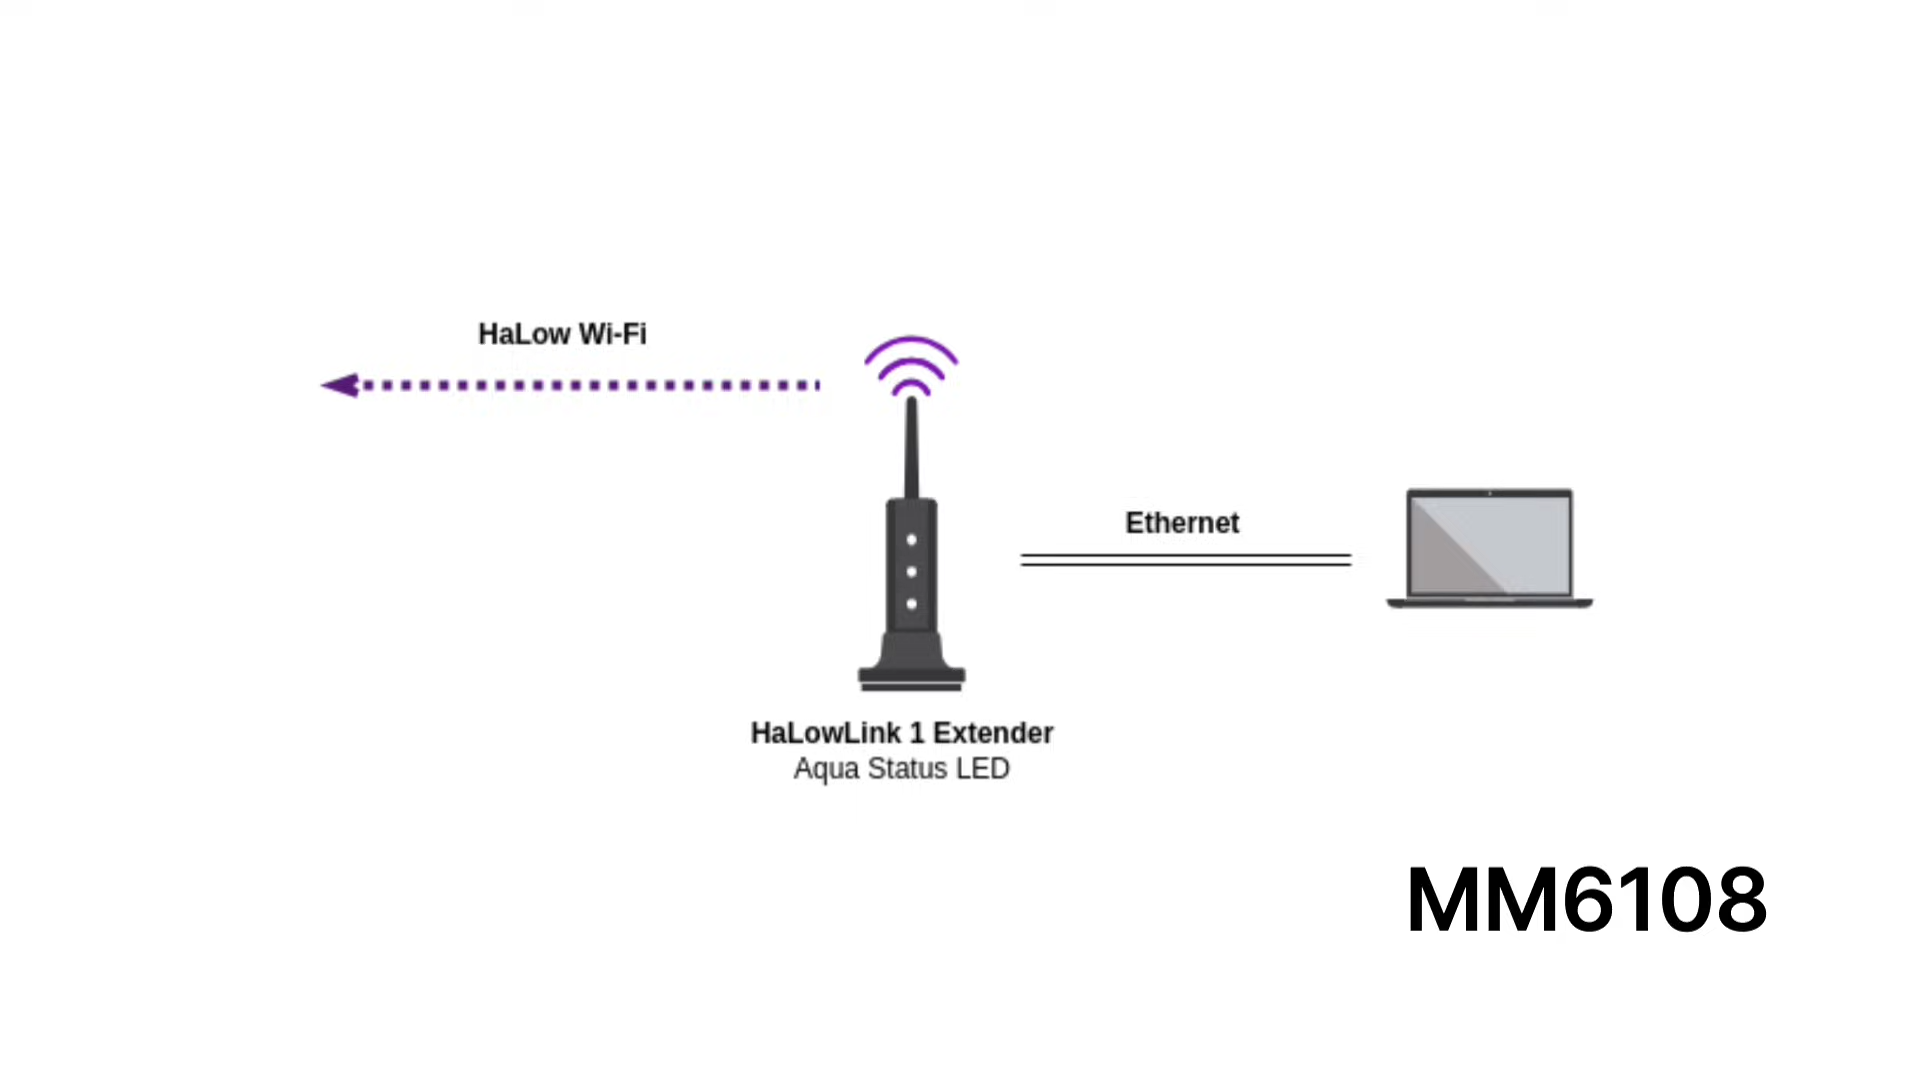 HaLow Wi-Fi
Ethernet
HaLowLink 1 Extender
Aqua Status LED
MM6108